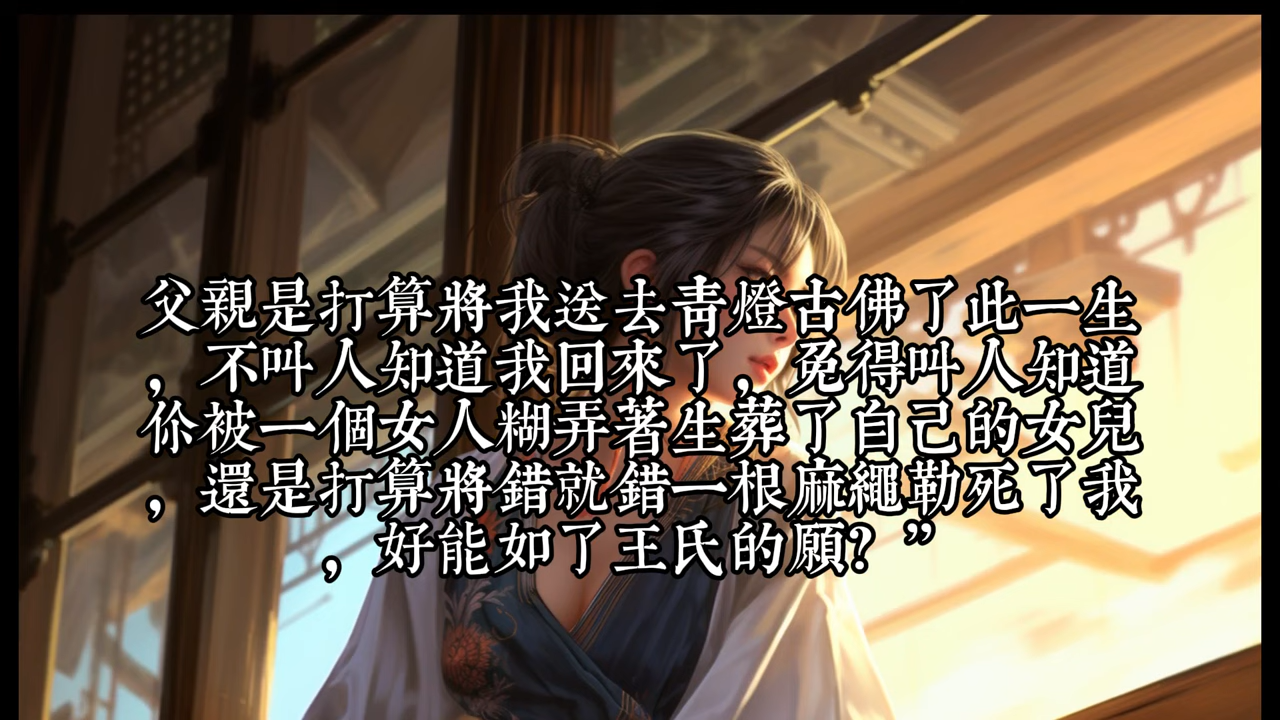 父親是打算將我送去青燈古佛了此一生
，不叫人知道我回來了，免得叫人知道
你被一個女人糊弄著生葬了自己的女兒
，還是打算將錯就錯一根麻繩勒死了我
，好能如了王氏的願？”